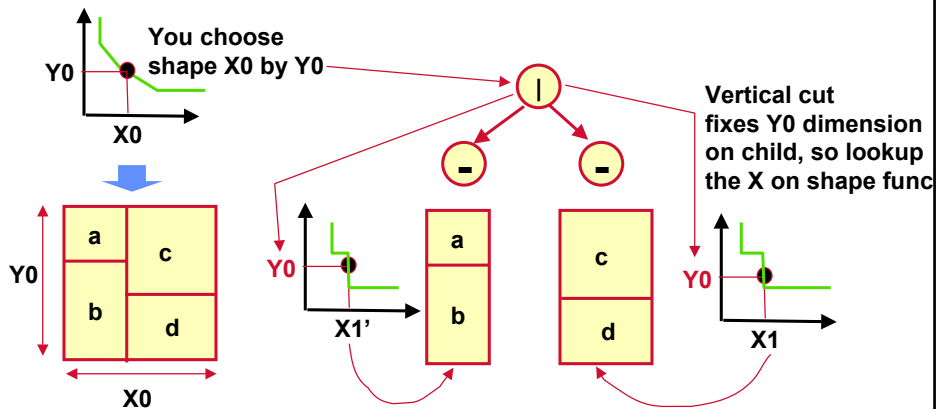 You choose
shape X0 by Y0
Y0
X0
|
-
-
Vertical cut
fixes Y0 dimension
on child, so lookup
the X on shape func
a
c
b
d
Y0
X0
Y0
X1’
a
b
c
d
Y0
X1